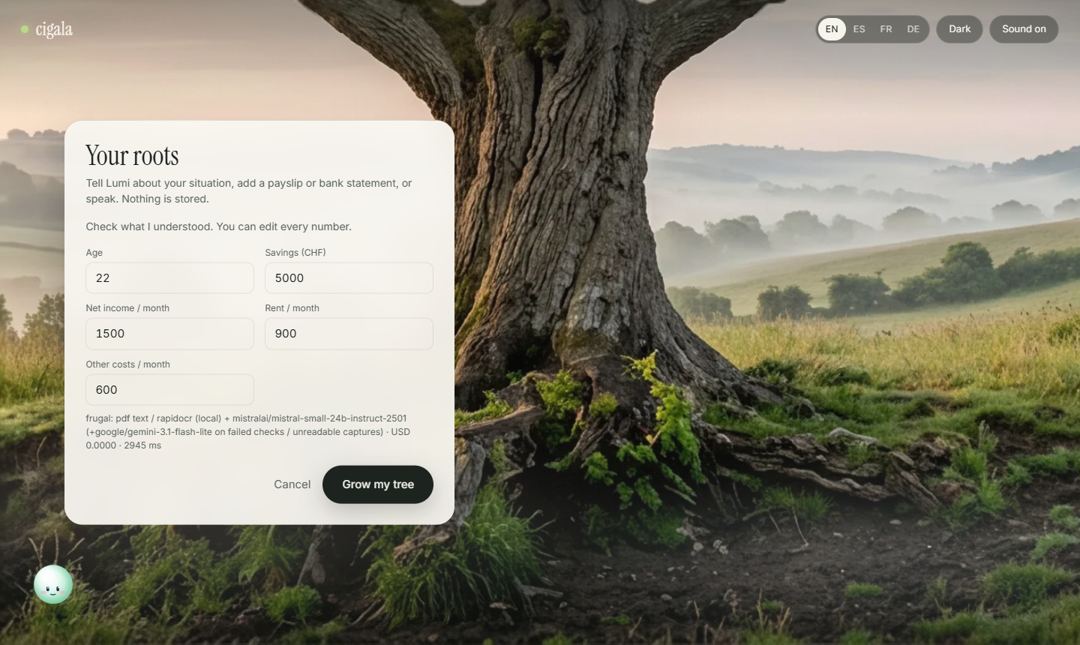 cigala
EN ES FR DE
Dark
Sound on
Your roots
Tell Lumi about your situation, add a payslip or bank statement, or
speak. Nothing is stored.
Check what I understood. You can edit every number.
Age
Savings (CHF)
22
5000
Net income / month
Rent / month
1500
900
Other costs / month
600
frugal: pdf text / rapidocr (local) + mistralai/mistral-small-24b-instruct-2501
(+google/gemini-3.1-flash-lite on failed checks / unreadable captures) · USD
0.0000 · 2945 ms
Cancel
Grow my tree